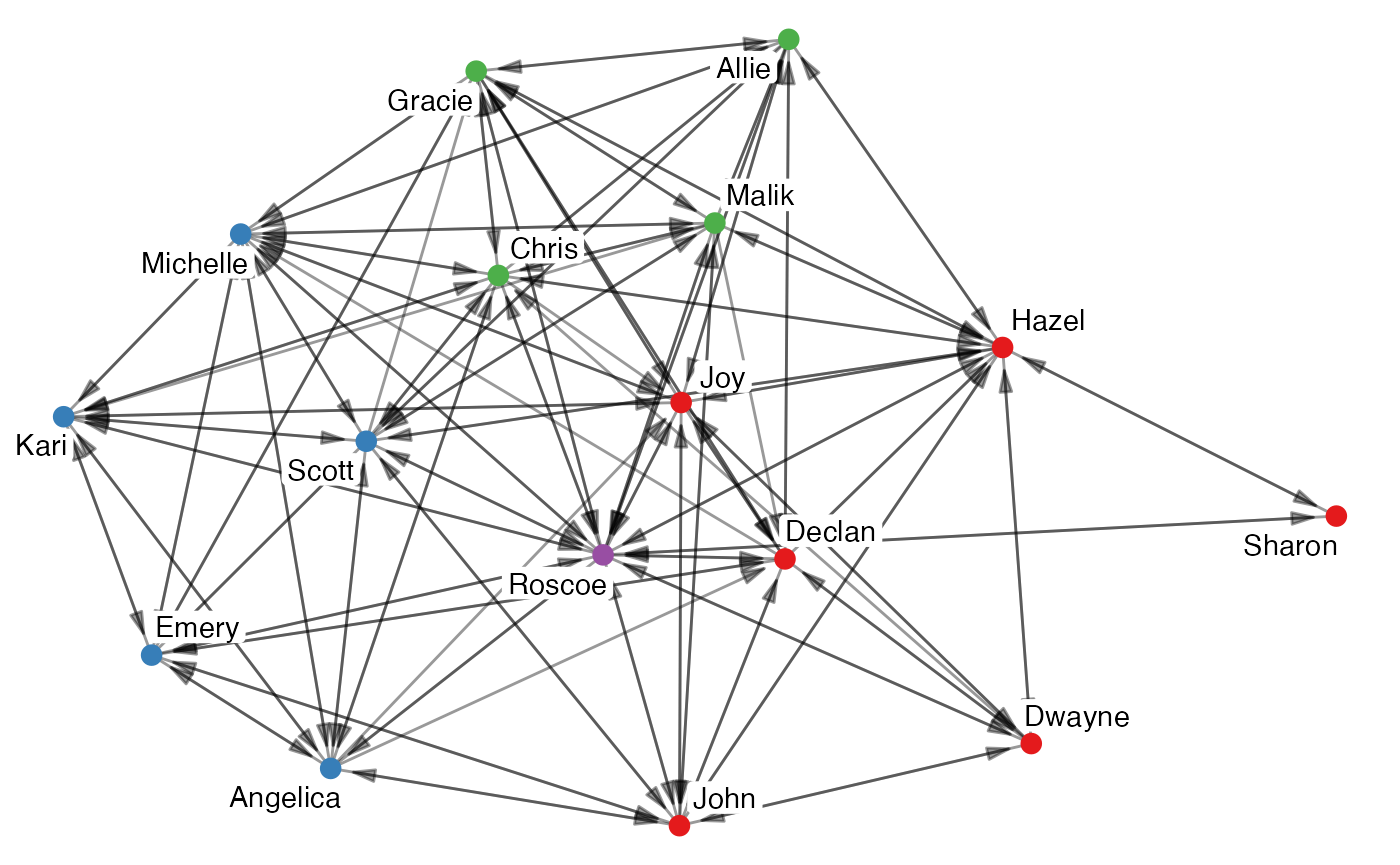 Allie
Gracie
Malik
Chris
Michelle
Hazel
Joy
Kari
Scott
Declan
Sharon
Roscoe
Emery
Dwayne
Angelica
John